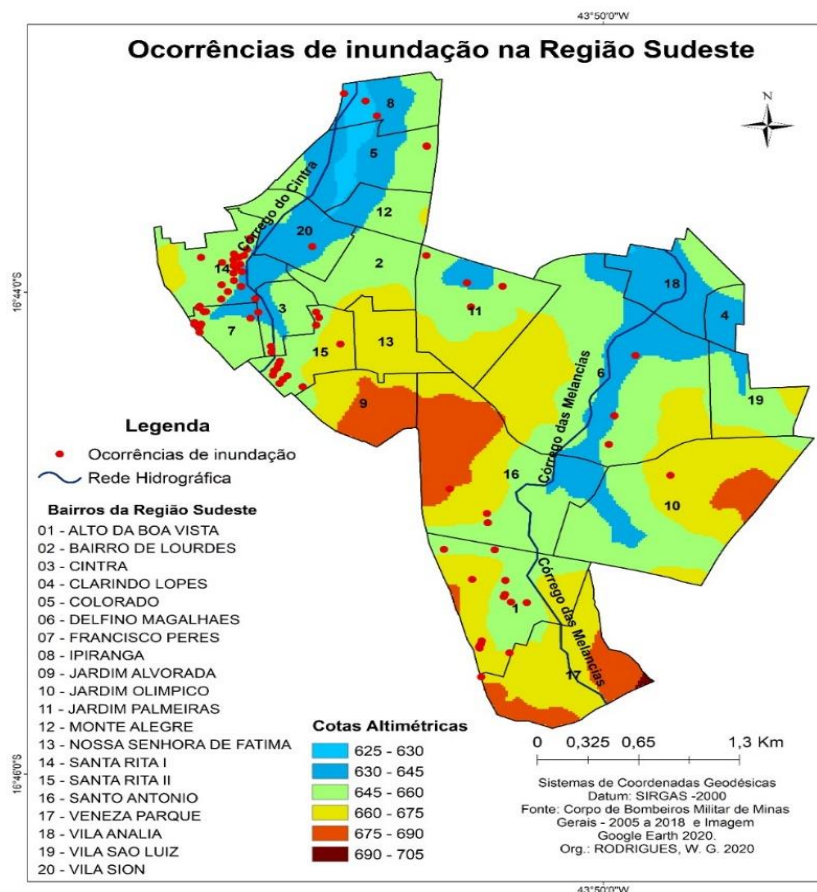 43°50'0"W
Ocorrências de inundação na Região Sudeste
N
8
5
Córrego do Cintra
12
20
2
14
18
16°44'0"S
3
11
4
7
15
13
6
19
Córrego das Melancias
9
Legenda
Ocorrências de inundação
Rede Hidrográfica
16
10
Bairros da Região Sudeste
01 - ALTO DA BOA VISTA
02 - BAIRRO DE LOURDES
03 - CINTRA
04 - CLARINDO LOPES
05 - COLORADO
06 - DELFINO MAGALHAES
07 - FRANCISCO PERES
08 - IPIRANGA
09 - JARDIM ALVORADA
10 - JARDIM OLIMPICO
11 - JARDIM PALMEIRAS
12 - MONTE ALEGRE
13 - NOSSA SENHORA DE FATIMA
14 - SANTA RITA I
15 - SANTA RITA II
16 - SANTO ANTONIO
17 - VENEZA PARQUE
18 - VILA ANALIA
19 - VILA SAO LUIZ
20 - VILA SION
1
Córrego das Melancias
17
Cotas Altimétricas
625 - 630
630 - 645
645 - 660
660 - 675
675 - 690
690 - 705
0 0,325 0,65 1,3 Km
Sistemas de Coordenadas Geodésicas
Datum: SIRGAS -2000
Fonte: Corpo de Bombeiros Militar de Minas
Gerais - 2005 a 2018 e Imagem
Google Earth 2020.
Org.: RODRIGUES, W. G. 2020
16°46'0"S
43°50'0"W